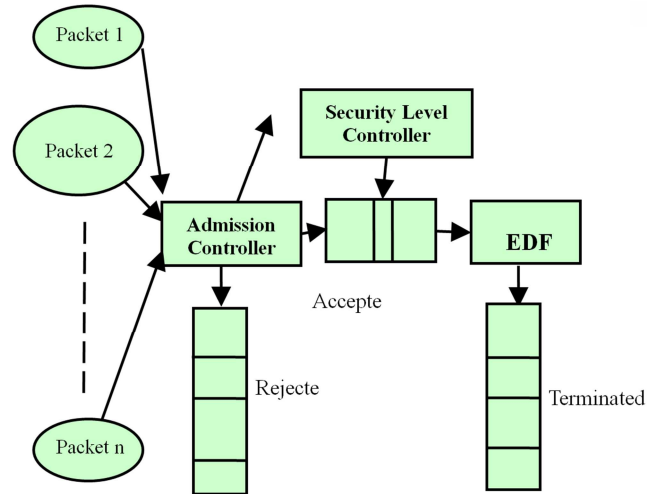 Packet 1
Packet 2
Packet n
Admission
Controller
Security Level
Controller
EDF
Accepte
Rejecte
Terminated